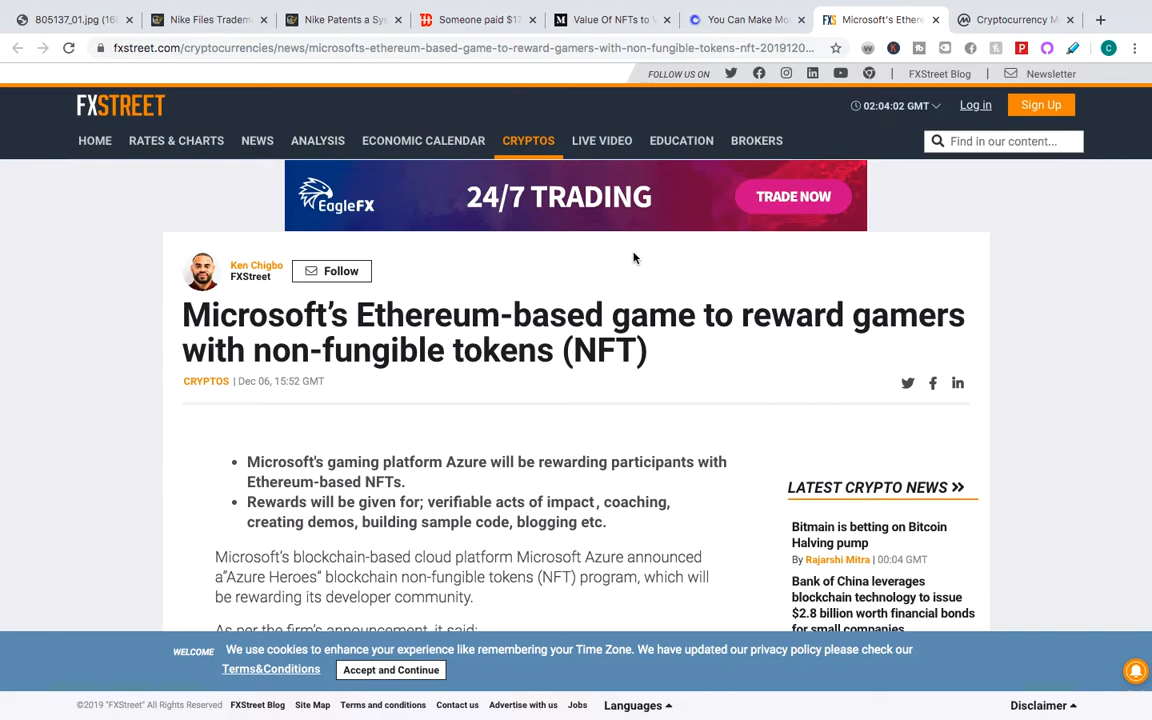 805137_01.jpg (16
Nike Files Tradem
Nike Patents a Sy
Someone paid $1
Value Of NFTs to
You Can Make Mo
Microsoft's Ethere
Cryptocurrency M
fxstreet.com/cryptocurrencies/news/microsofts-ethereum-based-game-to-reward-gamers-with-non-fungible-tokens-nft-2019120...
FOLLOW US ON
FXStreet Blog
Newsletter
FXSTREET
02:04:02 GMT
Log in
Sign Up
HOME RATES & CHARTS NEWS ANALYSIS ECONOMIC CALENDAR CRYPTOS LIVE VIDEO EDUCATION BROKERS
Find in our content...
EagleFX
24/7 TRADING
TRADE NOW
Ken Chigbo
FXStreet
Follow
Microsoft's Ethereum-based game to reward gamers
with non-fungible tokens (NFT)
CRYPTOS | Dec 06, 15:52 GMT
• Microsoft's gaming platform Azure will be rewarding participants with
Ethereum-based NFTs.
• Rewards will be given for; verifiable acts of impact, coaching,
creating demos, building sample code, blogging etc.
Microsoft's blockchain-based cloud platform Microsoft Azure announced
a"Azure Heroes" blockchain non-fungible tokens (NFT) program, which will
be rewarding its developer community.
As per the firm's announcement, it said:
LATEST CRYPTO NEWS »
Bitmain is betting on Bitcoin
Halving pump
By Rajarshi Mitra | 00:04 GMT
Bank of China leverages
blockchain technology to issue
$2.8 billion worth financial bonds
for small companies
WELCOME
We use cookies to enhance your experience like remembering your Time Zone. We have updated our privacy policy please check our
Terms&Conditions
Accept and Continue
©2019 "FXStreet" All Rights Reserved FXStreet Blog Site Map Terms and conditions Contact us Advertise with us Jobs Languages
Disclaimer